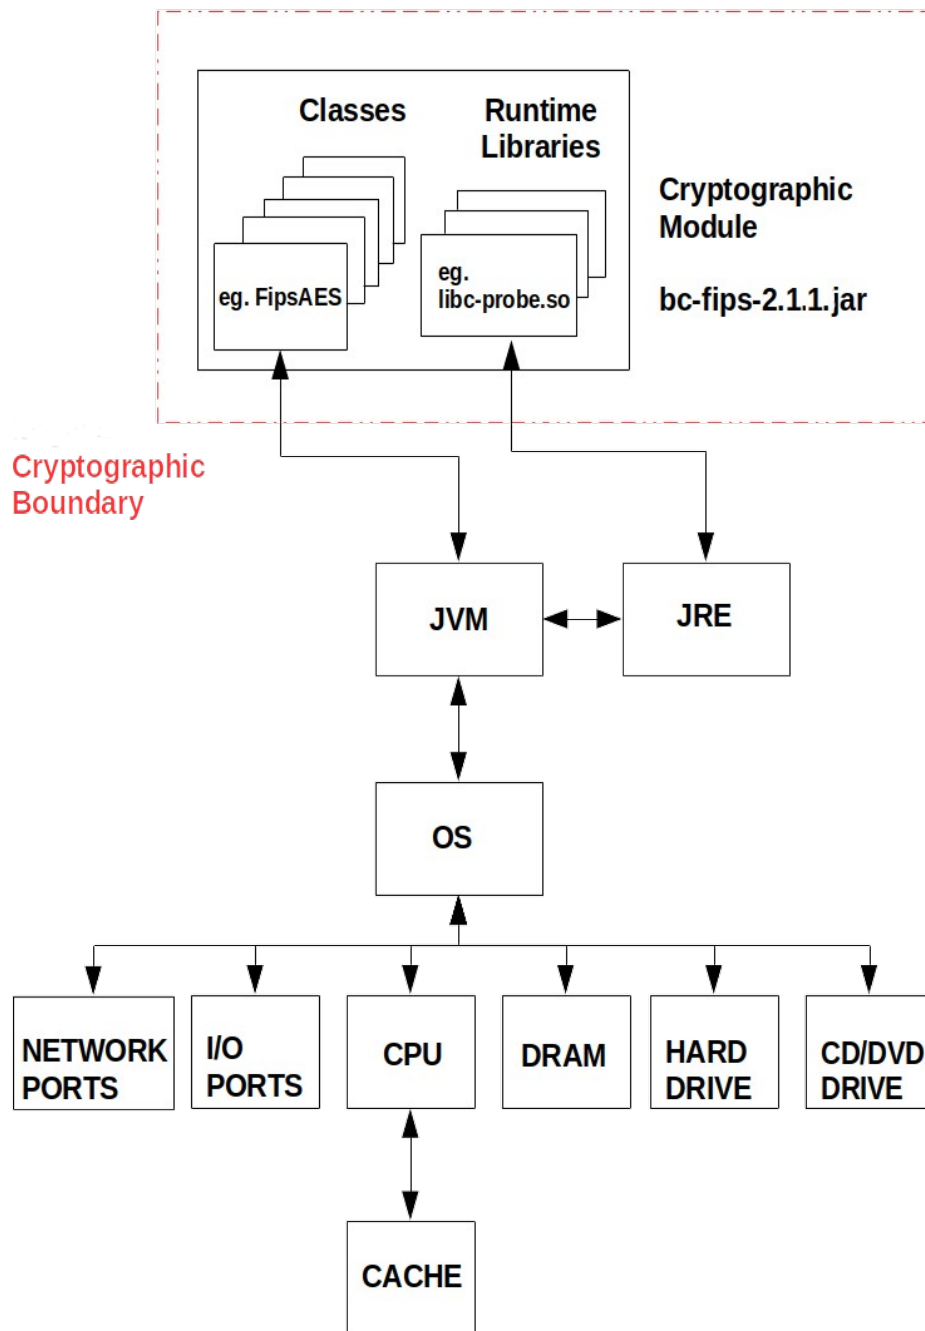 Classes
Runtime
Libraries
eg. FipsAES
eg.
libc-probe.so
Cryptographic
Module
bc-fips-2.1.1.jar
Cryptographic
Boundary
JVM
JRE
OS
NETWORK
PORTS
I/O
PORTS
CPU
DRAM
HARD
DRIVE
CD/DVD
DRIVE
CACHE